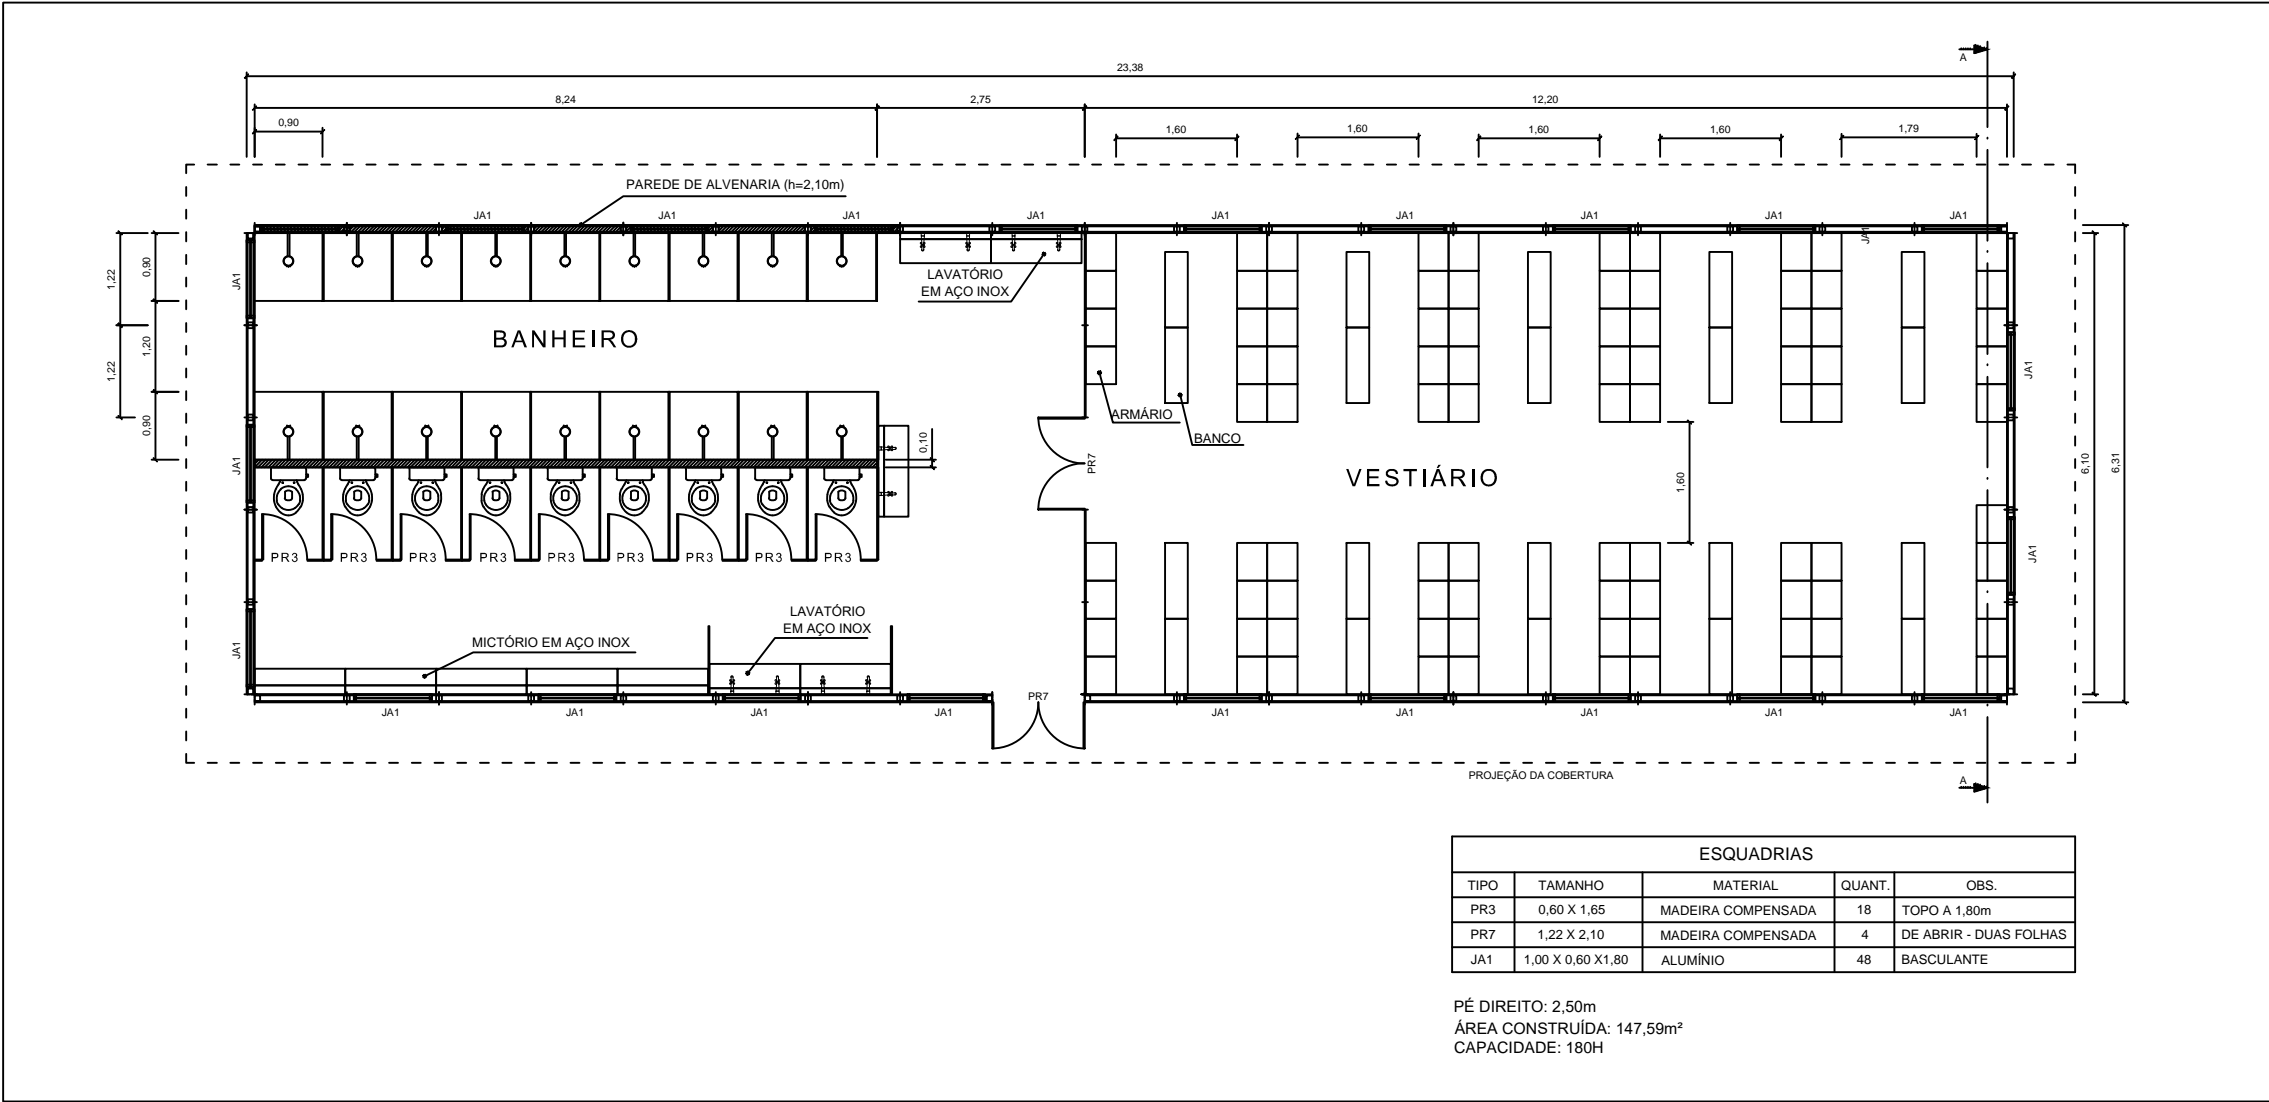 A
23,38
8,24
2,75
12,20
0,90
1,60
1,60
1,60
1,60
1,79
PAREDE DE ALVENARIA (h=2,10m)
JA1
JA1
JA1
JA1
JA1
JA1
JA1
JA1
JA1
JA1
1,22
0,90
JA1
LAVATÓRIO
EM AÇO INOX
BANHEIRO
1,20
1,22
JA1
ARMÁRIO
0,90
BANCO
0,10
JA1
PR7
VESTIÁRIO
1,60
6,10
6,31
PR3
PR3
PR3
PR3
PR3
PR3
PR3
PR3
PR3
JA1
LAVATÓRIO
EM AÇO INOX
MICTÓRIO EM AÇO INOX
JA1
PR7
JA1
JA1
JA1
JA1
JA1
JA1
JA1
JA1
JA1
PROJEÇÃO DA COBERTURA
A
ESQUADRIAS
TIPO TAMANHO MATERIAL QUANT. OBS.
PR3 0,60 X 1,65 MADEIRA COMPENSADA 18 TOPO A 1,80m
PR7 1,22 X 2,10 MADEIRA COMPENSADA 4 DE ABRIR - DUAS FOLHAS
JA1 1,00 X 0,60 X1,80 ALUMÍNIO 48 BASCULANTE
PÉ DIREITO: 2,50m
ÁREA CONSTRUÍDA: 147,59m²
CAPACIDADE: 180H